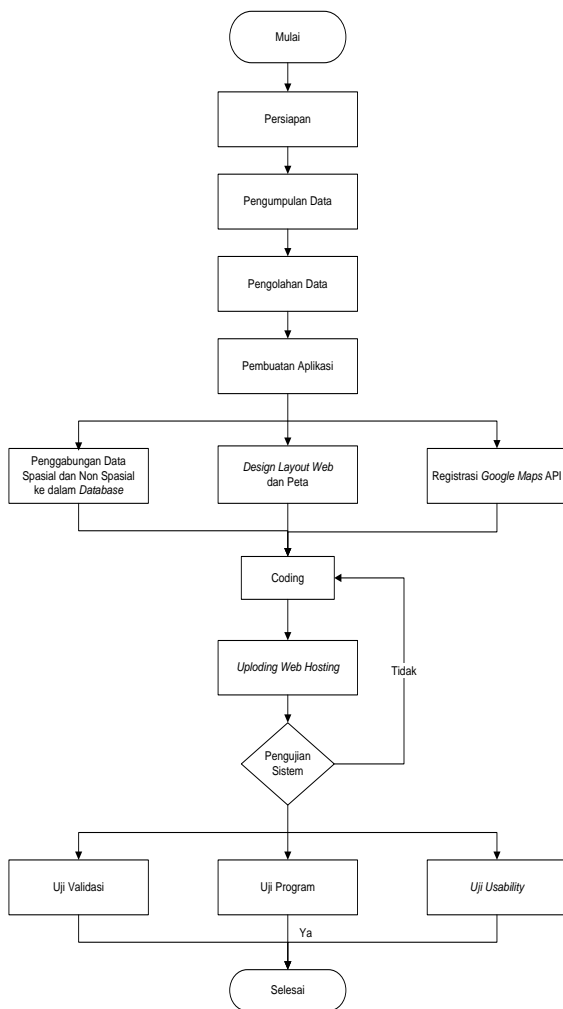 Mulai
Persiapan
Pengumpulan Data
Pengolahan Data
Pembuatan Aplikasi
Penggabungan Data
Spasial dan Non Spasial
ke dalam Database
Design Layout Web
dan Peta
Registrasi Google Maps API
Coding
Uploding Web Hosting
Tidak
Pengujian
Sistem
Uji Validasi
Uji Program
Uji Usability
Ya
Selesai